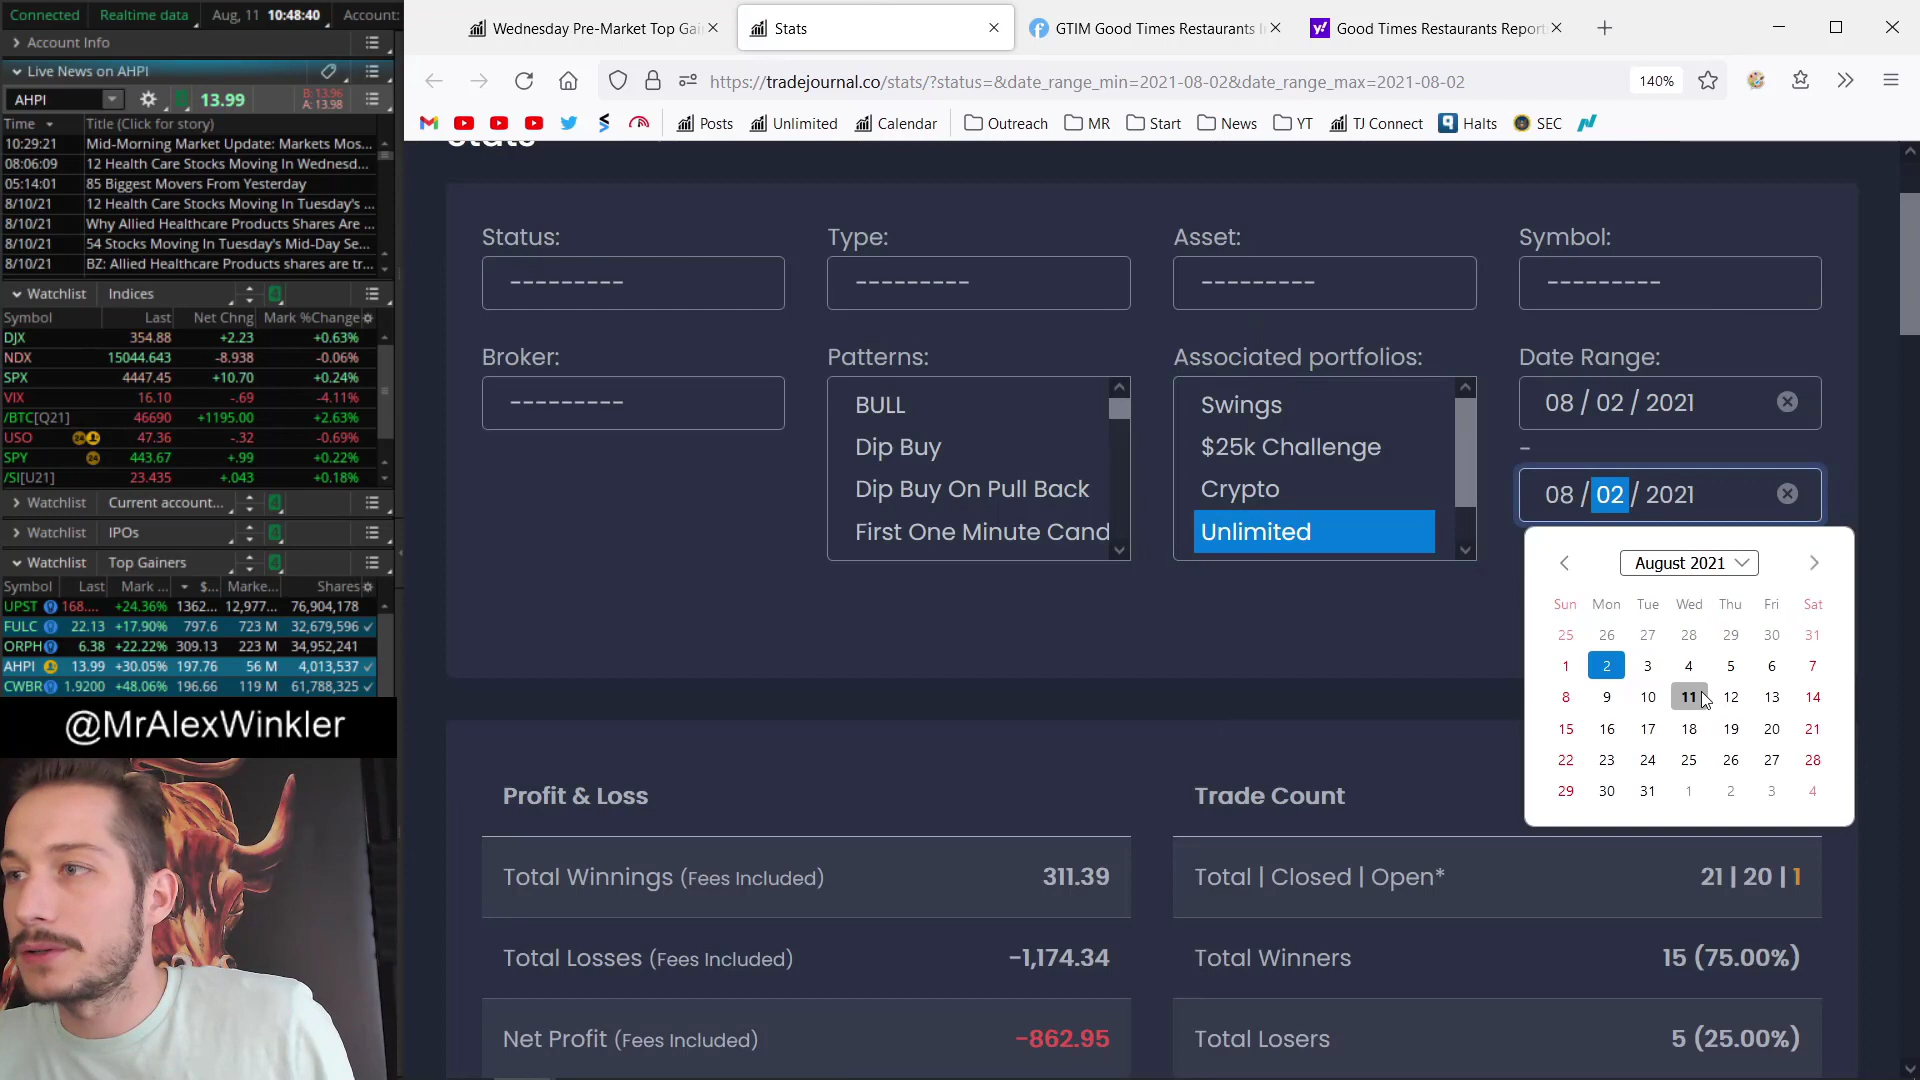 Connected Realtime data Aug, 11 10:48:40 Account:
Account Info
Live News on AHPI
AHPI 13.99 B: 13.96
A: 13.98
Time Title (Click for story)
10:29:21 Mid-Morning Market Update: Markets Mos...
08:06:09 12 Health Care Stocks Moving In Wednesd...
05:14:01 85 Biggest Movers From Yesterday
8/10/21 12 Health Care Stocks Moving In Tuesday's ...
8/10/21 Why Allied Healthcare Products Shares Are ...
8/10/21 54 Stocks Moving In Tuesday's Mid-Day Se...
8/10/21 BZ: Allied Healthcare Products shares are tr...
Watchlist Indices 4
Symbol Last Net Chng Mark %Change
DJX 354.88 +2.23 +0.63%
NDX 15044.643 -8.938 -0.06%
SPX 4447.45 +10.70 +0.24%
VIX 16.10 -.69 -4.11%
/BTC[Q21] 46690 +1195.00 +2.63%
USO 24 47.36 -.32 -0.69%
SPY 24 443.67 +.99 +0.22%
/SI[U21] 23.435 +.043 +0.18%
Watchlist Current account... 4
Watchlist IPOs 4
Watchlist Top Gainers 4
Symbol Last Mark ... $... Marke... Shares
UPST 168.... +24.36% 1362... 12,977... 76,904,178
FULC 22.13 +17.90% 797.6 723 M 32,679,596
ORPH 6.38 +22.22% 309.13 223 M 34,952,241
AHPI 13.99 +30.05% 197.76 56 M 4,013,537
CWBR 1.9200 +48.06% 196.66 119 M 61,788,325
@MrAlexWinkler
Wednesday Pre-Market Top Gai Stats GTIM Good Times Restaurants I Good Times Restaurants Report
https://tradejournal.co/stats/?status=&date_range_min=2021-08-02&date_range_max=2021-08-02 140%
Posts Unlimited Calendar Outreach MR Start News YT TJ Connect Halts SEC
Stats
Status: Type: Asset: Symbol:
--------- --------- --------- ---------
Broker: Patterns: Associated portfolios: Date Range:
--------- BULL Swings 08 / 02 / 2021
Dip Buy $25k Challenge –
Dip Buy On Pull Back Crypto 08 / 02 / 2021
First One Minute Cand Unlimited
August 2021
Sun Mon Tue Wed Thu Fri Sat
25 26 27 28 29 30 31
1 2 3 4 5 6 7
8 9 10 11 12 13 14
15 16 17 18 19 20 21
22 23 24 25 26 27 28
29 30 31 1 2 3 4
Profit & Loss Trade Count
Total Winnings (Fees Included) 311.39 Total | Closed | Open* 21 | 20 | 1
Total Losses (Fees Included) -1,174.34 Total Winners 15 (75.00%)
Net Profit (Fees Included) -862.95 Total Losers 5 (25.00%)